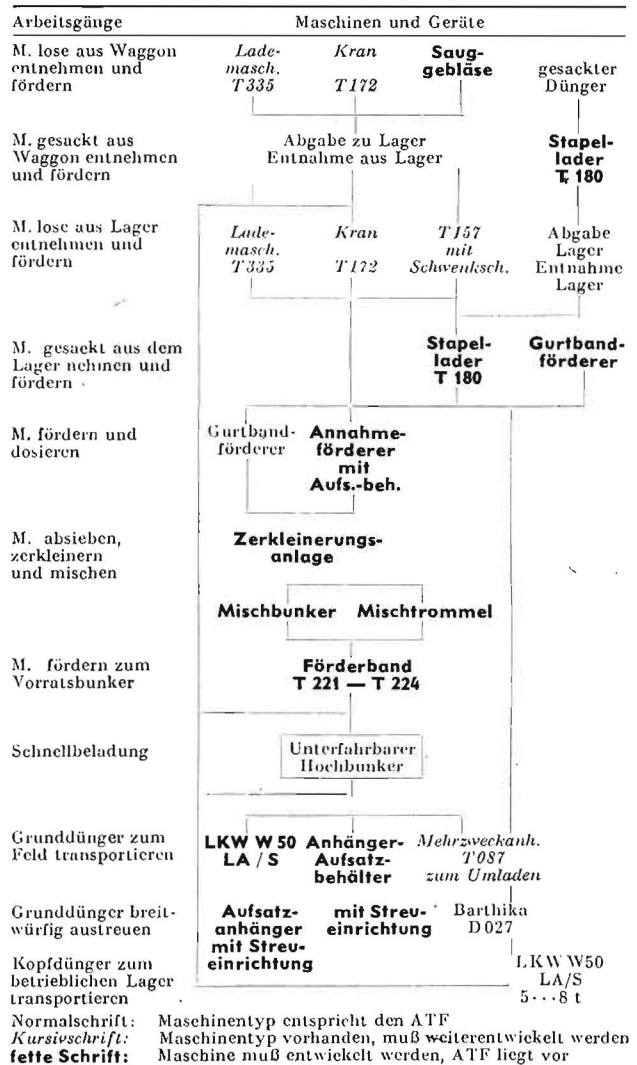 Arbeitsgänge Maschinen und Geräte
M. lose aus Waggon entnehmen und fördern
Lade-
masch.
T335
Kran
T172
Saug-
gebläse
gesackter
Dünger
M. gesackt aus
Waggon entnehmen
und fördern
Abgabe zu Lager
Entnahme aus Lager
Stapel-
lader
T 180
M. lose aus Lager
entnehmen und
fördern
Lade-
masch.
T335
Kran
T172
T157
mit
Schwenksch.
Abgabe
Lager
Entnahme
Lager
M. gesackt aus dem
Lager nehmen und
fördern
Stapel-
lader
T 180
Gurtband-
förderer
M. fördern und
dosieren
Gurtband-
förderer
Annahme-
förderer
mit
Aufs.-beh.
M. absieben,
zerkleinern
und mischen
Zerkleinerungs-
anlage
Mischbunker Mischtrommel
M. fördern zum
Vorratsbunker
Förderband
T 221 — T 224
Schnellbeladung
Unterfahrbarer
Hochbunker
Grunddünger zum
Feld transportieren
LKW W 50
LA / S
Anhänger-
Aufsatz-
behälter
Mehrzweckanh.
T087
zum Umladen
Grunddünger breit-
würfig austreuen
Aufsatz-
anhänger
mit Streu-
einrichtung
mit Streu-
einrichtung
Barthika
D 027
Kopfdünger zum
betrieblichen Lager
transportieren
LKW W50
LA/S
5···8 t
Normalschrift: Maschinentyp entspricht den ATF
Kursivschrift: Maschinentyp vorhanden, muß weiterentwickelt werden
fette Schrift: Maschine muß entwickelt werden, ATF liegt vor